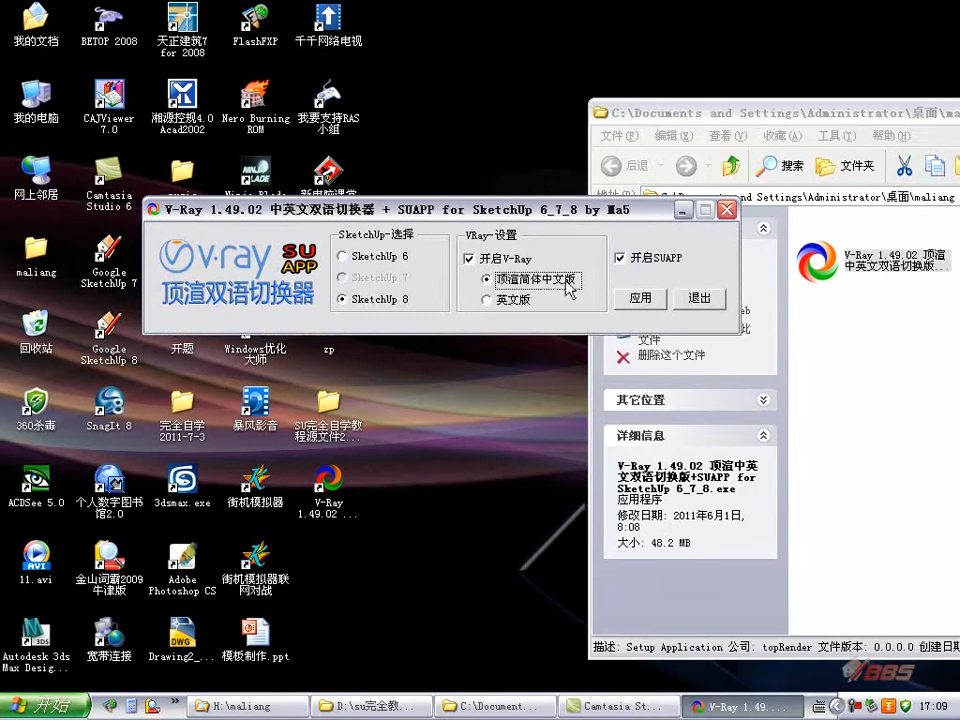 我的文档
BETOP 2008
天正建筑7
for 2008
FlashFXP
千千网络电视
我的电脑
CAJViewer
7.0
湘源控规4.0
Acad2002
Nero Burning
ROM
我要支持RAS
小组
网上邻居
Camtasia
Studio 6
maliang
Google
SketchUp 7
回收站
Google
SketchUp 8
开题
Windows优化
大师
zp
360杀毒
SnagIt 8
完全自学
2011-7-3
暴风影音
SU完全自学教
程源文件2...
ACDSee 5.0
个人数字图书
馆2.0
3dsmax.exe
街机模拟器
V-Ray
1.49.02 ...
11.avi
金山词霸2009
牛津版
Adobe
Photoshop CS
街机模拟器联
网对战
Autodesk 3ds
Max Desig...
宽带连接
Drawing2_...
模板制作.ppt
V-Ray 1.49.02 中英文双语切换器 + SUAPP for SketchUp 6_7_8 by Ma5
v·ray
SU
APP
顶渲双语切换器
SketchUp-选择
SketchUp 6
SketchUp 7
SketchUp 8
VRay-设置
开启V-Ray
顶渲简体中文版
英文版
开启SUAPP
应用
退出
C:\Documents and Settings\Administrator\桌面\ma
文件(F)
编辑(E)
查看(V)
收藏(A)
工具(T)
帮助(H)
后退
搜索
文件夹
nd Settings\Administrator\桌面\maliang
V-Ray 1.49.02 顶渲
中英文双语切换版...
eb
此
文件
删除这个文件
其它位置
详细信息
V-Ray 1.49.02 顶渲中英
文双语切换版+SUAPP for
SketchUp 6_7_8.exe
应用程序
修改日期: 2011年6月1日,
8:08
大小: 48.2 MB
描述: Setup Application 公司: topRender 文件版本: 0.0.0.0 创建日期
BBS
开始
H:\maliang
D:\su完全教...
C:\Document...
Camtasia St...
V-Ray 1.49....
17:09